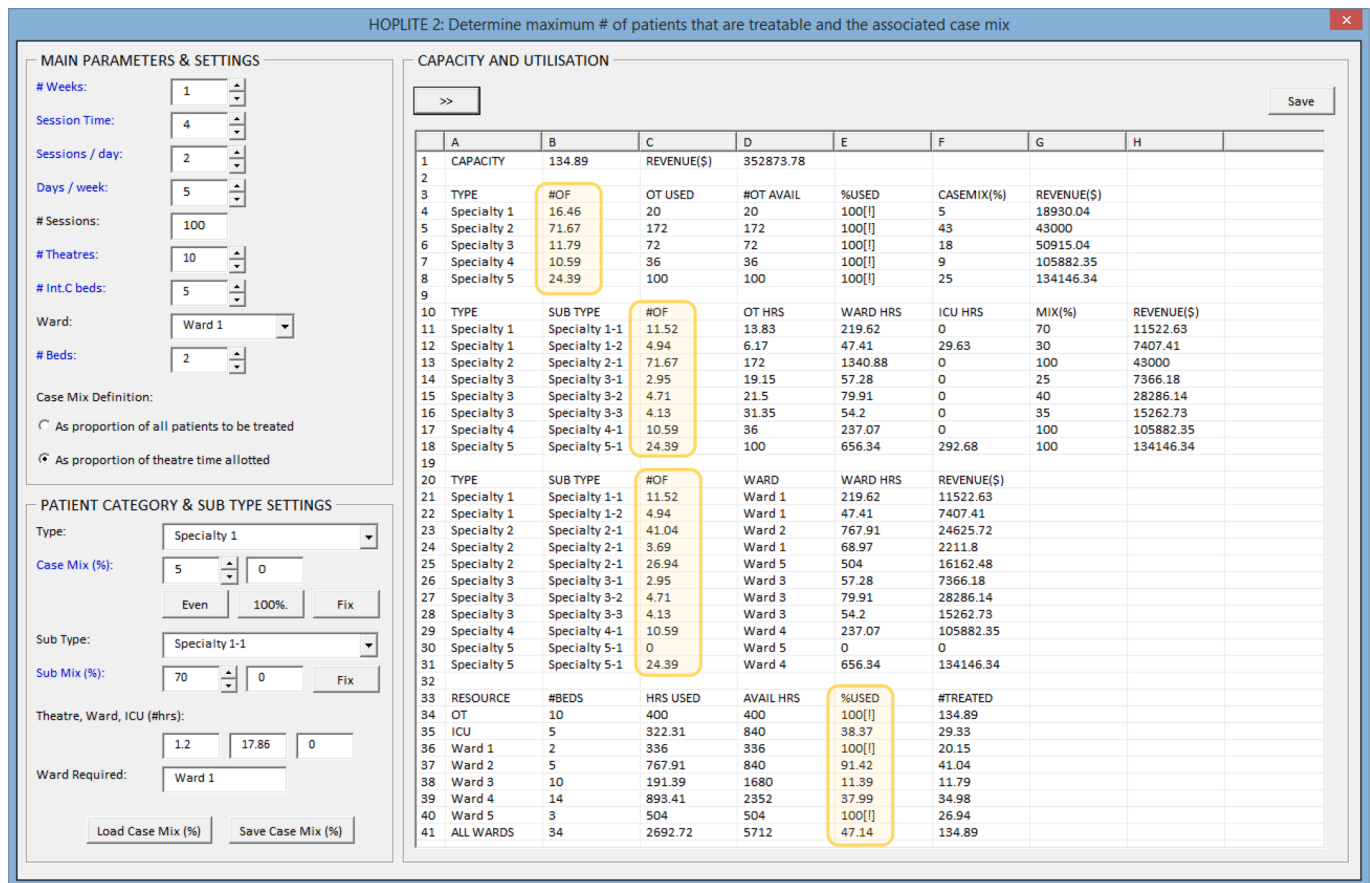 HOPLITE 2: Determine maximum # of patients that are treatable and the associated case mix
MAIN PARAMETERS & SETTINGS
# Weeks: 1
Session Time: 4
Sessions / day: 2
Days / week: 5
# Sessions: 100
# Theatres: 10
# Int.C beds: 5
Ward: Ward 1
# Beds: 2
Case Mix Definition:
As proportion of all patients to be treated
As proportion of theatre time allotted
PATIENT CATEGORY & SUB TYPE SETTINGS
Type: Specialty 1
Case Mix (%): 5 0
Even 100%. Fix
Sub Type: Specialty 1-1
Sub Mix (%): 70 0 Fix
Theatre, Ward, ICU (#hrs):
1.2 17.86 0
Ward Required: Ward 1
Load Case Mix (%) Save Case Mix (%)
CAPACITY AND UTILISATION
>> Save
A B C D E F G H
1 CAPACITY 134.89 REVENUE($) 352873.78
2
3 TYPE #OF OT USED #OT AVAIL %USED CASEMIX(%) REVENUE($)
4 Specialty 1 16.46 20 20 100[!] 5 18930.04
5 Specialty 2 71.67 172 172 100[!] 43 43000
6 Specialty 3 11.79 72 72 100[!] 18 50915.04
7 Specialty 4 10.59 36 36 100[!] 9 105882.35
8 Specialty 5 24.39 100 100 100[!] 25 134146.34
9
10 TYPE SUB TYPE #OF OT HRS WARD HRS ICU HRS MIX(%) REVENUE($)
11 Specialty 1 Specialty 1-1 11.52 13.83 219.62 0 70 11522.63
12 Specialty 1 Specialty 1-2 4.94 6.17 47.41 29.63 30 7407.41
13 Specialty 2 Specialty 2-1 71.67 172 1340.88 0 100 43000
14 Specialty 3 Specialty 3-1 2.95 19.15 57.28 0 25 7366.18
15 Specialty 3 Specialty 3-2 4.71 21.5 79.91 0 40 28286.14
16 Specialty 3 Specialty 3-3 4.13 31.35 54.2 0 35 15262.73
17 Specialty 4 Specialty 4-1 10.59 36 237.07 0 100 105882.35
18 Specialty 5 Specialty 5-1 24.39 100 656.34 292.68 100 134146.34
19
20 TYPE SUB TYPE #OF WARD WARD HRS REVENUE($)
21 Specialty 1 Specialty 1-1 11.52 Ward 1 219.62 11522.63
22 Specialty 1 Specialty 1-2 4.94 Ward 1 47.41 7407.41
23 Specialty 2 Specialty 2-1 41.04 Ward 2 767.91 24625.72
24 Specialty 2 Specialty 2-1 3.69 Ward 1 68.97 2211.8
25 Specialty 2 Specialty 2-1 26.94 Ward 5 504 16162.48
26 Specialty 3 Specialty 3-1 2.95 Ward 3 57.28 7366.18
27 Specialty 3 Specialty 3-2 4.71 Ward 3 79.91 28286.14
28 Specialty 3 Specialty 3-3 4.13 Ward 3 54.2 15262.73
29 Specialty 4 Specialty 4-1 10.59 Ward 4 237.07 105882.35
30 Specialty 5 Specialty 5-1 0 Ward 5 0 0
31 Specialty 5 Specialty 5-1 24.39 Ward 4 656.34 134146.34
32
33 RESOURCE #BEDS HRS USED AVAIL HRS %USED #TREATED
34 OT 10 400 400 100[!] 134.89
35 ICU 5 322.31 840 38.37 29.33
36 Ward 1 2 336 336 100[!] 20.15
37 Ward 2 5 767.91 840 91.42 41.04
38 Ward 3 10 191.39 1680 11.39 11.79
39 Ward 4 14 893.41 2352 37.99 34.98
40 Ward 5 3 504 504 100[!] 26.94
41 ALL WARDS 34 2692.72 5712 47.14 134.89